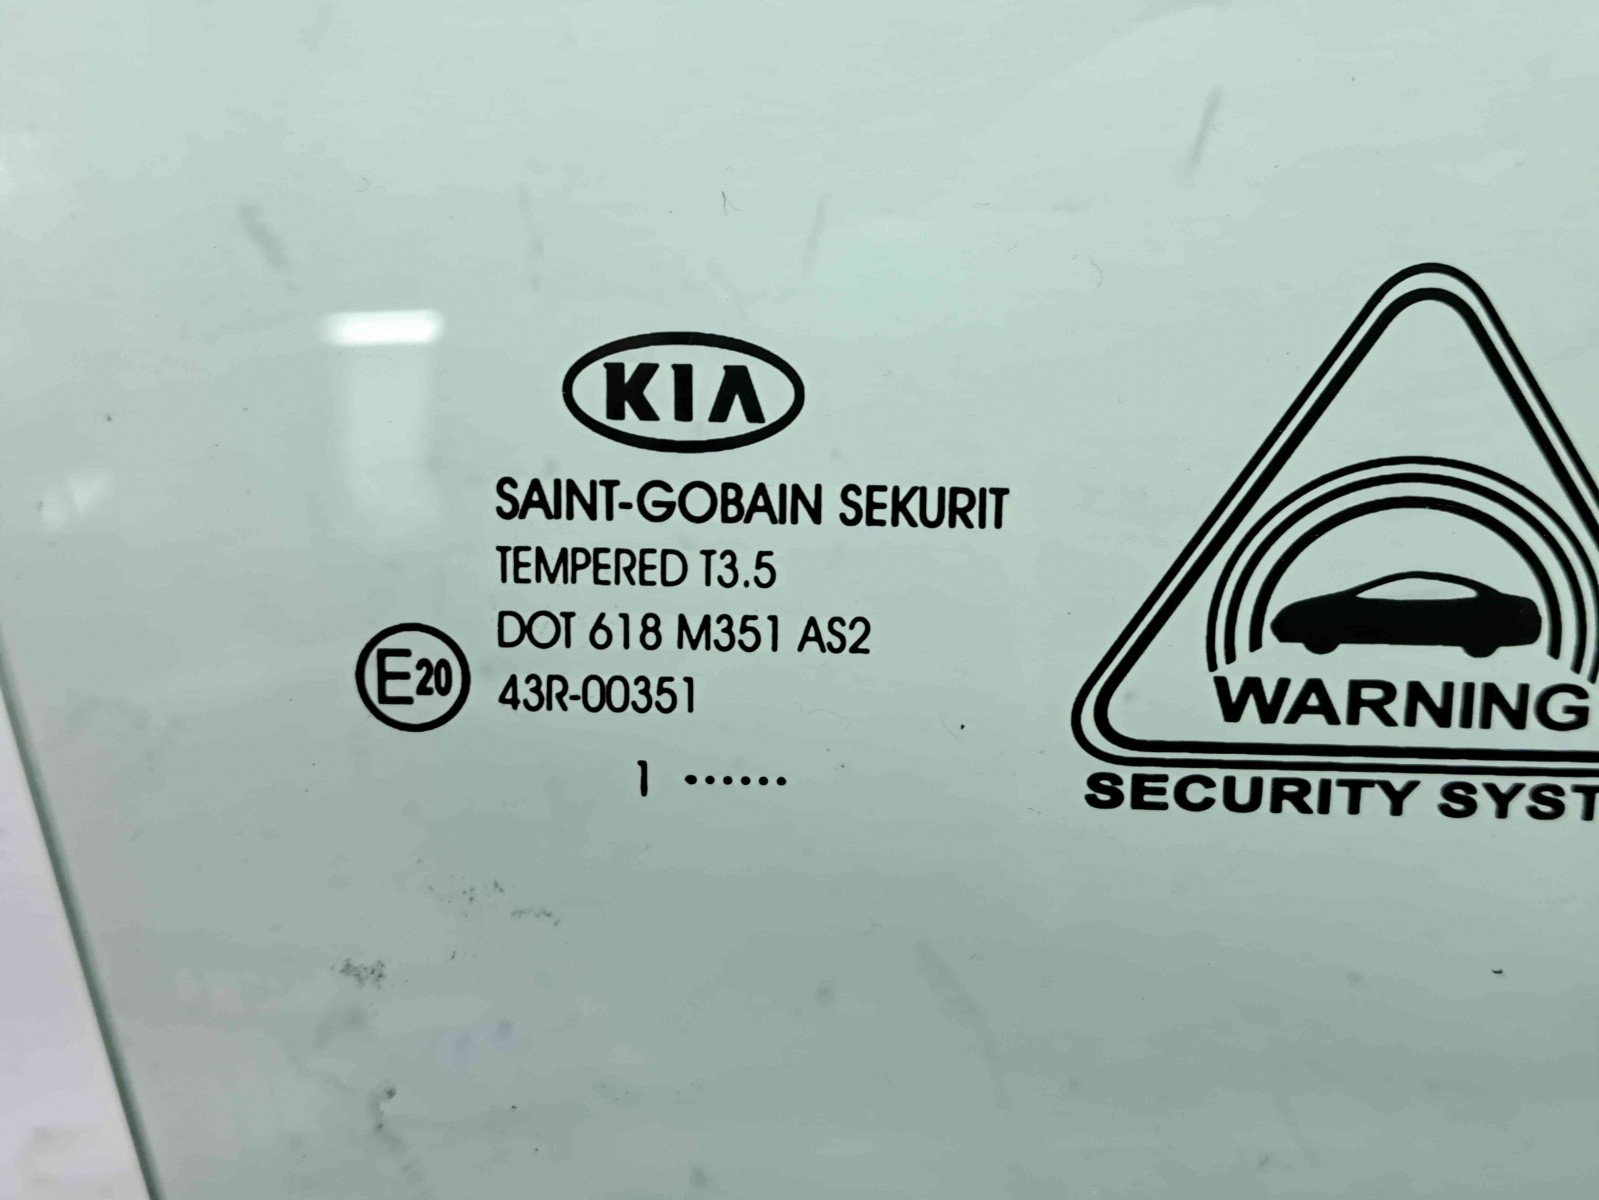 KIA
SAINT-GOBAIN SEKURIT
TEMPERED T3.5
DOT 618 M351 AS2
E20
43R-00351
1 ......
WARNING
SECURITY SYST